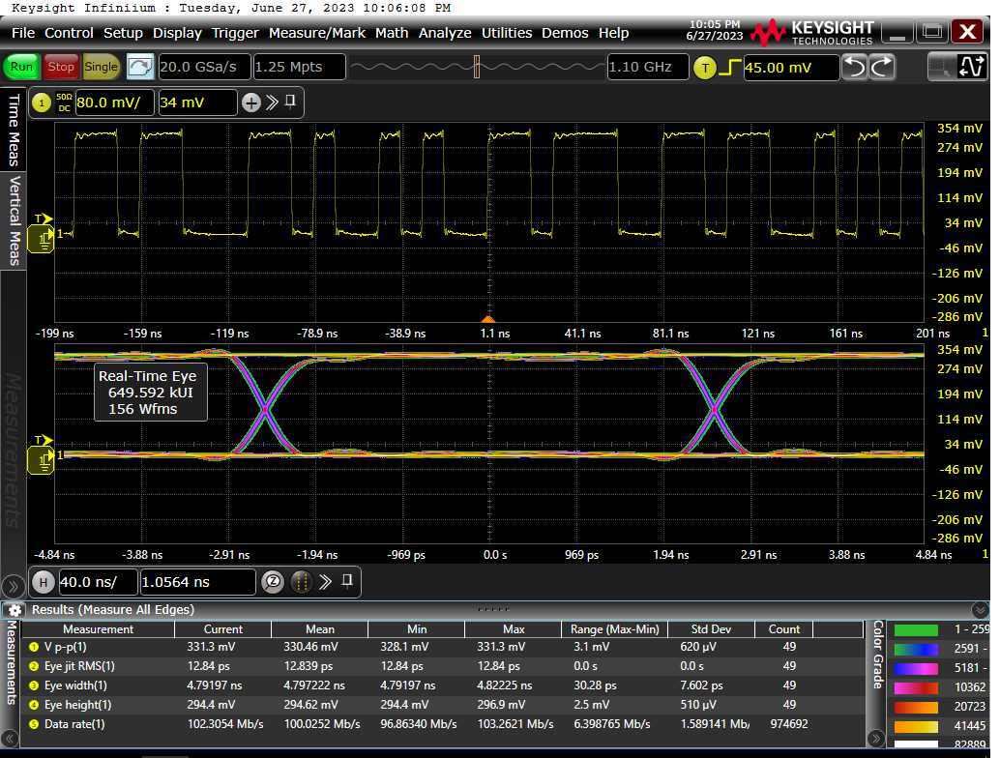 Keysight Infiniium : Tuesday, June 27, 2023 10:06:08 PM
File Control Setup Display Trigger Measure/Mark Math Analyze Utilities Demos Help
10:05 PM
6/27/2023
KEYSIGHT
TECHNOLOGIES
Run Stop Single 20.0 GSa/s 1.25 Mpts 1.10 GHz T 45.00 mV
Time Meas
Vertical Meas
Measurements
1 50Ω DC 80.0 mV/ 34 mV
354 mV
274 mV
194 mV
114 mV
34 mV
-46 mV
-126 mV
-206 mV
-286 mV
T
1
-199 ns -159 ns -119 ns -78.9 ns -38.9 ns 1.1 ns 41.1 ns 81.1 ns 121 ns 161 ns 201 ns 1
Real-Time Eye
649.592 kUI
156 Wfms
354 mV
274 mV
194 mV
114 mV
34 mV
-46 mV
-126 mV
-206 mV
-286 mV
T
1
-4.84 ns -3.88 ns -2.91 ns -1.94 ns -969 ps 0.0 s 969 ps 1.94 ns 2.91 ns 3.88 ns 4.84 ns 1
H 40.0 ns/ 1.0564 ns
Results (Measure All Edges)
Measurements
Measurement Current Mean Min Max Range (Max-Min) Std Dev Count
1 V p-p(1) 331.3 mV 330.46 mV 328.1 mV 331.3 mV 3.1 mV 620 μV 49
2 Eye jit RMS(1) 12.84 ps 12.839 ps 12.84 ps 12.84 ps 0.0 s 0.0 s 49
3 Eye width(1) 4.79197 ns 4.797222 ns 4.79197 ns 4.82225 ns 30.28 ps 7.602 ps 49
4 Eye height(1) 294.4 mV 294.62 mV 294.4 mV 296.9 mV 2.5 mV 510 μV 49
5 Data rate(1) 102.3054 Mb/s 100.0252 Mb/s 96.86340 Mb/s 103.2621 Mb/s 6.398765 Mb/s 1.589141 Mb/ 974692
Color Grade
1 - 259
2591 -
5181 -
10362
20723
41445
82889